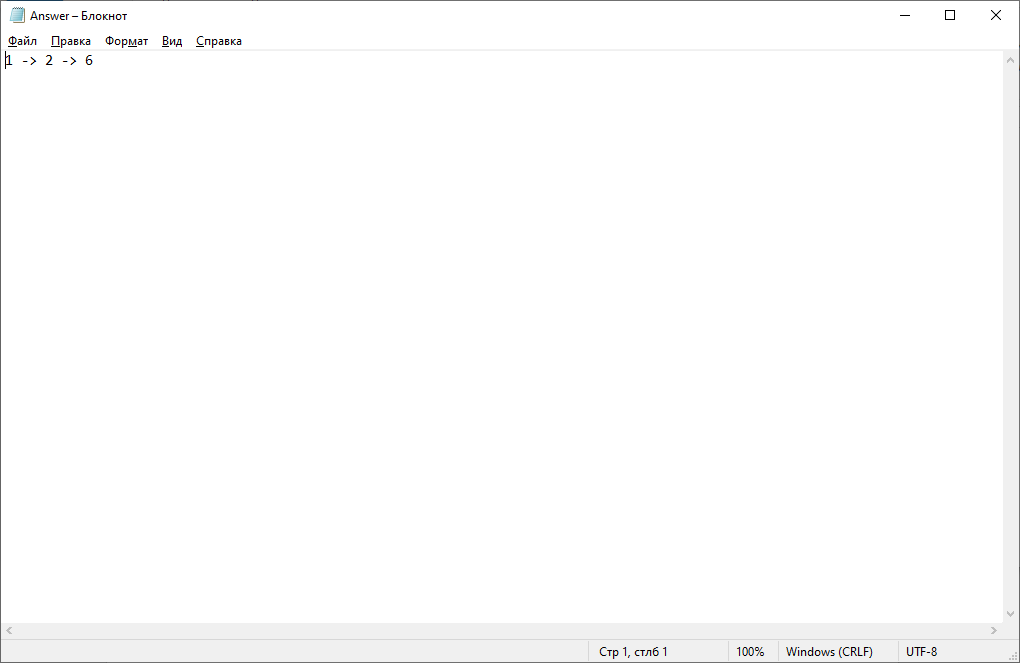 Answer – Блокнот
Файл Правка Формат Вид Справка
1 -> 2 -> 6
Стр 1, стлб 1 100% Windows (CRLF) UTF-8